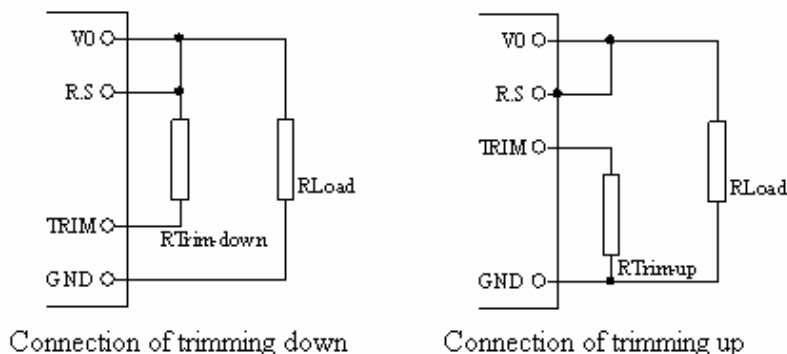 V0
R.S
TRIM
GND
RTrim-down
RLoad
Connection of trimming down
V0
R.S
TRIM
GND
RTrim-up
RLoad
Connection of trimming up